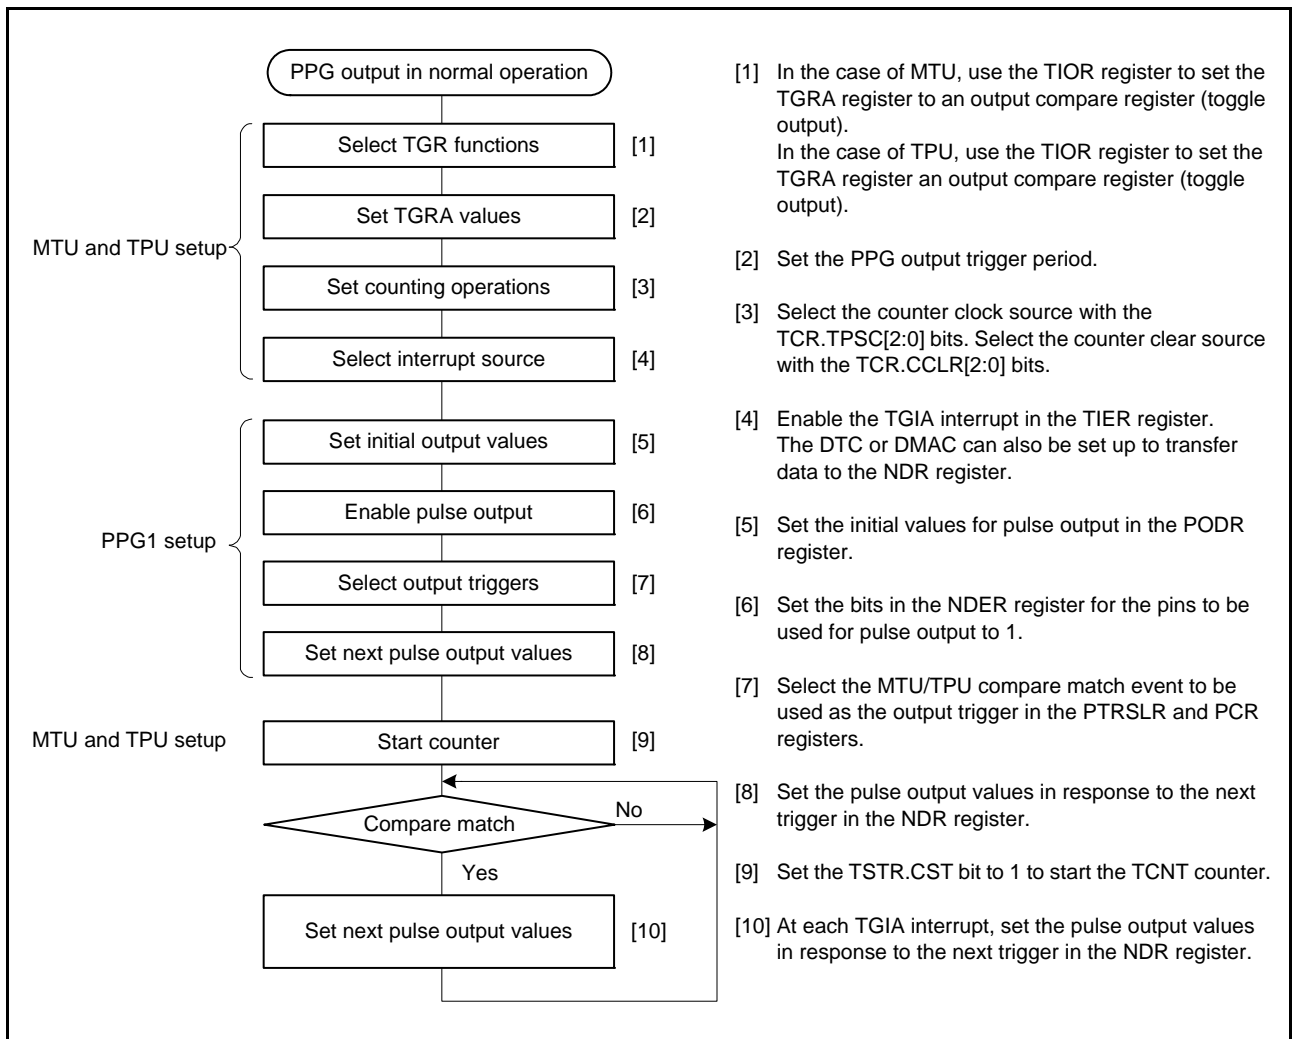 PPG output in normal operation
Select TGR functions [1]
Set TGRA values [2]
MTU and TPU setup
Set counting operations [3]
Select interrupt source [4]
Set initial output values [5]
Enable pulse output [6]
PPG1 setup
Select output triggers [7]
Set next pulse output values [8]
MTU and TPU setup
Start counter [9]
Compare match
No
Yes
Set next pulse output values [10]
[1] In the case of MTU, use the TIOR register to set the
TGRA register to an output compare register (toggle
output).
In the case of TPU, use the TIOR register to set the
TGRA register an output compare register (toggle
output).
[2] Set the PPG output trigger period.
[3] Select the counter clock source with the
TCR.TPSC[2:0] bits. Select the counter clear source
with the TCR.CCLR[2:0] bits.
[4] Enable the TGIA interrupt in the TIER register.
The DTC or DMAC can also be set up to transfer
data to the NDR register.
[5] Set the initial values for pulse output in the PODR
register.
[6] Set the bits in the NDER register for the pins to be
used for pulse output to 1.
[7] Select the MTU/TPU compare match event to be
used as the output trigger in the PTRSLR and PCR
registers.
[8] Set the pulse output values in response to the next
trigger in the NDR register.
[9] Set the TSTR.CST bit to 1 to start the TCNT counter.
[10] At each TGIA interrupt, set the pulse output values
in response to the next trigger in the NDR register.